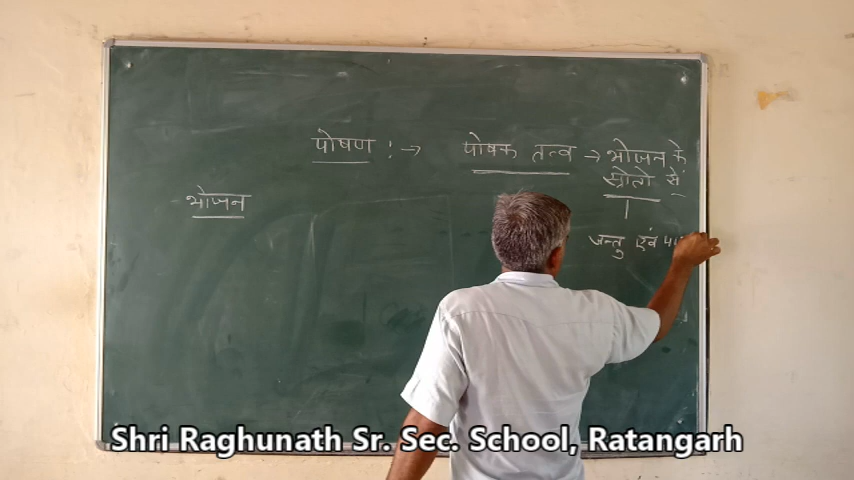 पोषण :→ पोषक तत्व → भोजन के
स्रोतो से
भोजन
जन्तु एवं
Shri Raghunath Sr. Sec. School, Ratangarh